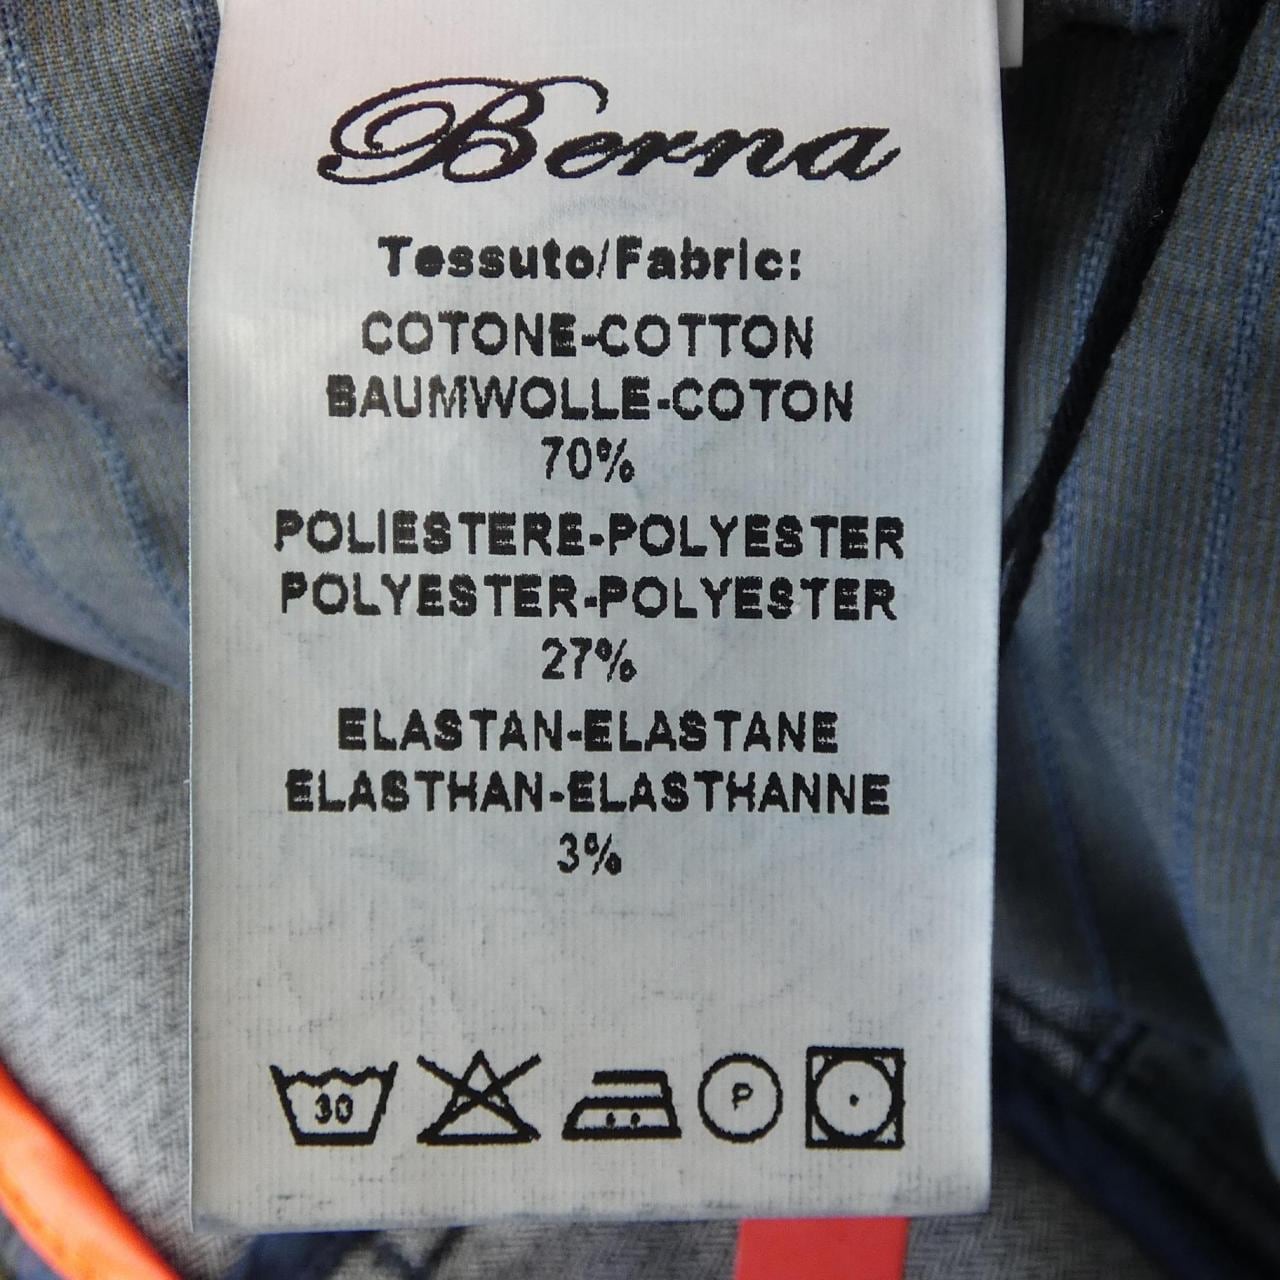 Berna
Tessuto/Fabric:
COTONE-COTTON
BAUMWOLLE-COTON
70%
POLIESTERE-POLYESTER
POLYESTER-POLYESTER
27%
ELASTAN-ELASTANE
ELASTHAN-ELASTHANNE
3%
30 P